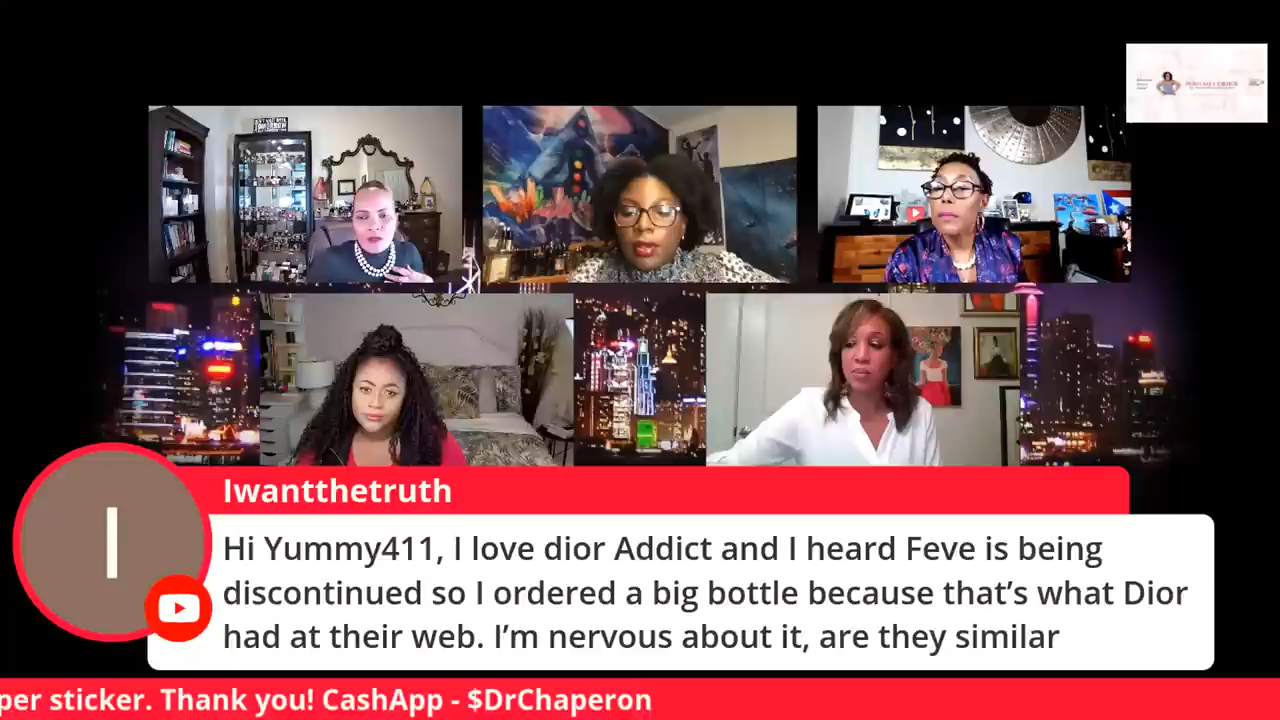 TOMORROW
Iwantthetruth
Hi Yummy411, I love dior Addict and I heard Feve is being
discontinued so I ordered a big bottle because that’s what Dior
had at their web. I’m nervous about it, are they similar
per sticker. Thank you! CashApp - $DrChaperon